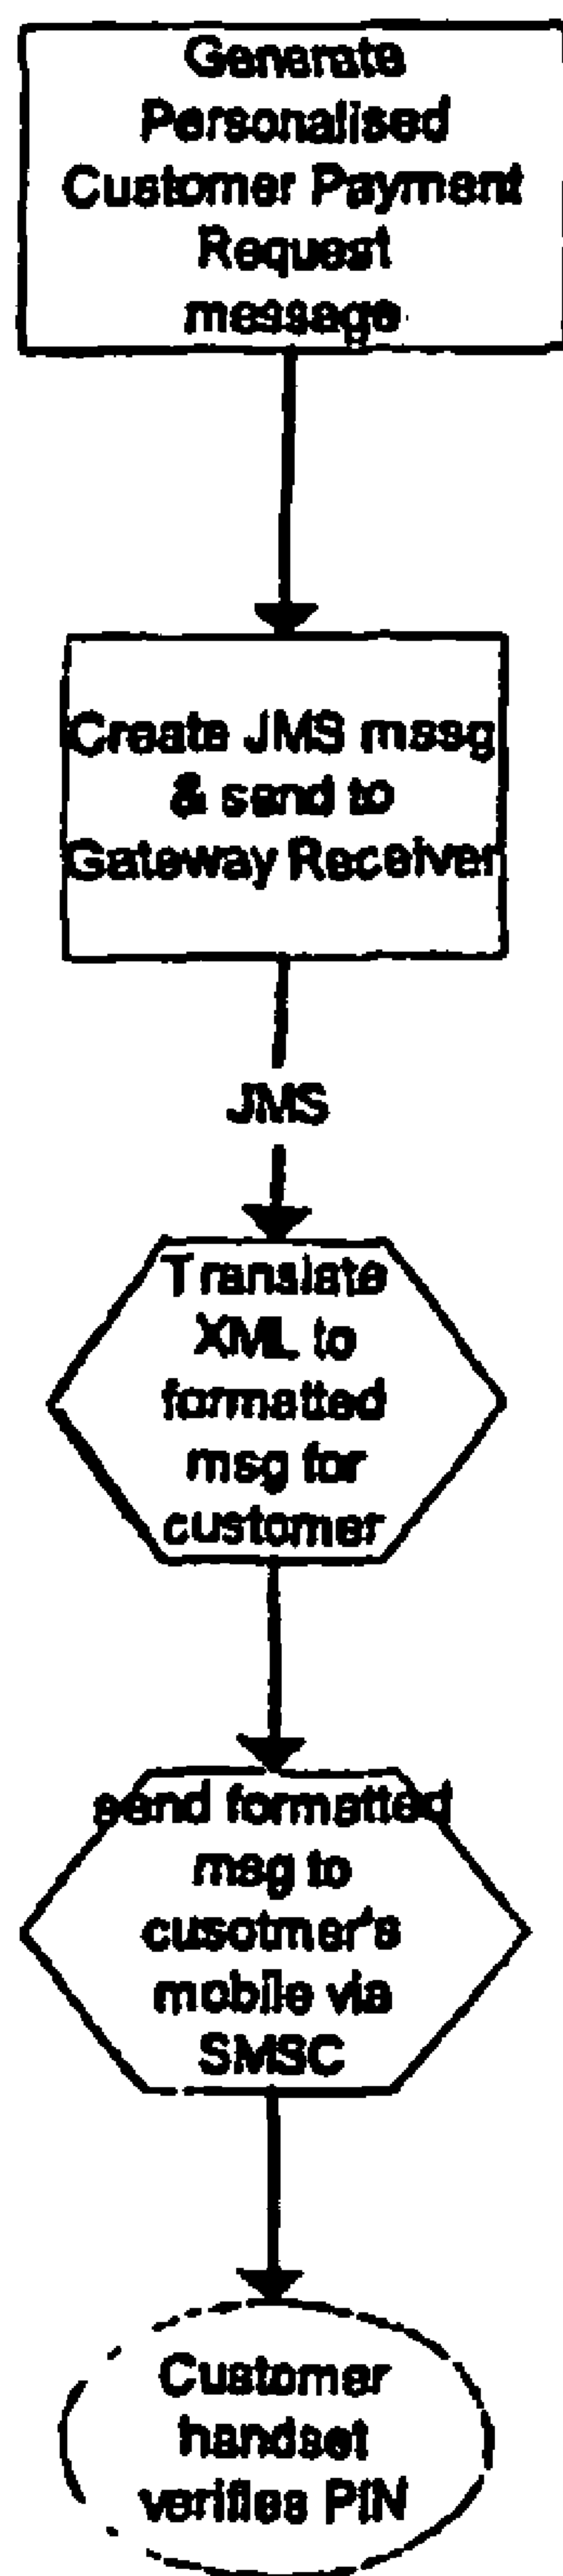 Generate
Personalised
Customer Payment
Request
message
Create JMS mssg
& send to
Gateway Receiver
JMS
Translate
XML to
formatted
msg for
customer
send formatted
msg to
cusotmer's
mobile via
SMSC
Customer
handset
verifies PIN